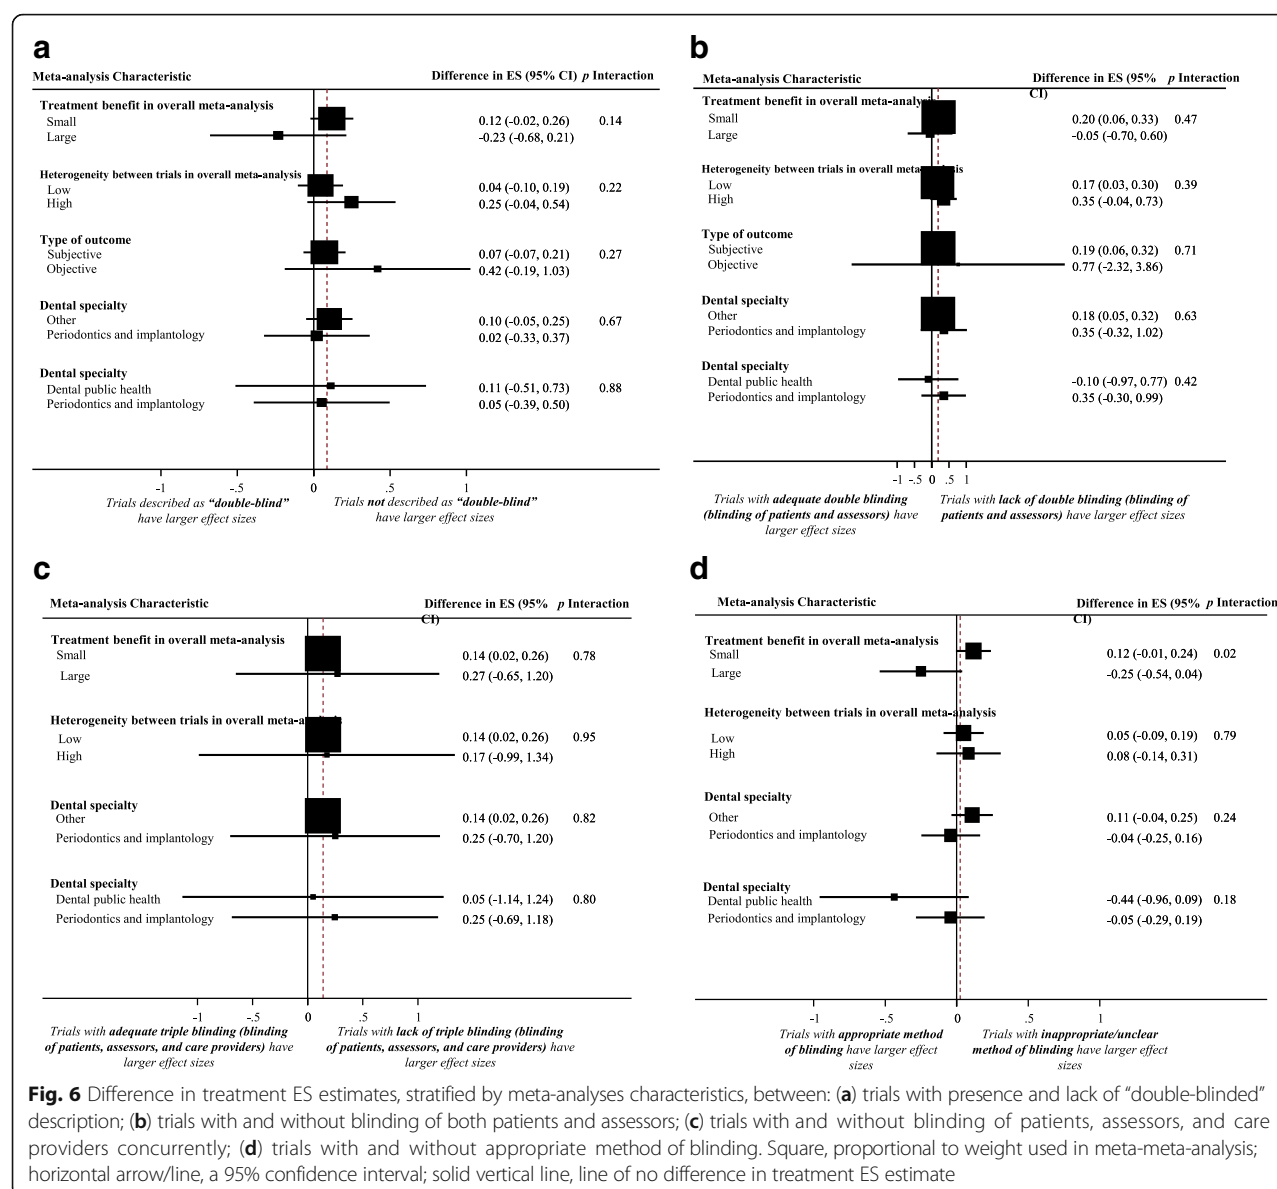 a
Meta-analysis Characteristic Difference in ES (95% CI) p Interaction
Treatment benefit in overall meta-analysis
Small 0.12 (-0.02, 0.26) 0.14
Large -0.23 (-0.68, 0.21)
Heterogeneity between trials in overall meta-analysis
Low 0.04 (-0.10, 0.19) 0.22
High 0.25 (-0.04, 0.54)
Type of outcome
Subjective 0.07 (-0.07, 0.21) 0.27
Objective 0.42 (-0.19, 1.03)
Dental specialty
Other 0.10 (-0.05, 0.25) 0.67
Periodontics and implantology 0.02 (-0.33, 0.37)
Dental specialty
Dental public health 0.11 (-0.51, 0.73) 0.88
Periodontics and implantology 0.05 (-0.39, 0.50)
-1 -.5 0 .5 1
Trials described as “double-blind”
have larger effect sizes
Trials not described as “double-blind”
have larger effect sizes
b
Meta-analysis Characteristic Difference in ES (95% p Interaction
CI)
Treatment benefit in overall meta-analysis
Small 0.20 (0.06, 0.33) 0.47
Large -0.05 (-0.70, 0.60)
Heterogeneity between trials in overall meta-analysis
Low 0.17 (0.03, 0.30) 0.39
High 0.35 (-0.04, 0.73)
Type of outcome
Subjective 0.19 (0.06, 0.32) 0.71
Objective 0.77 (-2.32, 3.86)
Dental specialty
Other 0.18 (0.05, 0.32) 0.63
Periodontics and implantology 0.35 (-0.32, 1.02)
Dental specialty
Dental public health -0.10 (-0.97, 0.77) 0.42
Periodontics and implantology 0.35 (-0.30, 0.99)
-1 -.5 0 .5 1
Trials with adequate double blinding
(blinding of patients and assessors) have
larger effect sizes
Trials with lack of double blinding (blinding of
patients and assessors) have larger effect sizes
c
Meta-analysis Characteristic Difference in ES (95% p Interaction
CI)
Treatment benefit in overall meta-analysis
Small 0.14 (0.02, 0.26) 0.78
Large 0.27 (-0.65, 1.20)
Heterogeneity between trials in overall meta-analysis
Low 0.14 (0.02, 0.26) 0.95
High 0.17 (-0.99, 1.34)
Dental specialty
Other 0.14 (0.02, 0.26) 0.82
Periodontics and implantology 0.25 (-0.70, 1.20)
Dental specialty
Dental public health 0.05 (-1.14, 1.24) 0.80
Periodontics and implantology 0.25 (-0.69, 1.18)
-1 -.5 0 .5 1
Trials with adequate triple blinding (blinding
of patients, assessors, and care providers) have
larger effect sizes
Trials with lack of triple blinding (blinding
of patients, assessors, and care providers) have
larger effect sizes
d
Meta-analysis Characteristic Difference in ES (95% p Interaction
CI)
Treatment benefit in overall meta-analysis
Small 0.12 (-0.01, 0.24) 0.02
Large -0.25 (-0.54, 0.04)
Heterogeneity between trials in overall meta-analysis
Low 0.05 (-0.09, 0.19) 0.79
High 0.08 (-0.14, 0.31)
Dental specialty
Other 0.11 (-0.04, 0.25) 0.24
Periodontics and implantology -0.04 (-0.25, 0.16)
Dental specialty
Dental public health -0.44 (-0.96, 0.09) 0.18
Periodontics and implantology -0.05 (-0.29, 0.19)
-1 -.5 0 .5 1
Trials with appropriate method
of blinding have larger effect
sizes
Trials with inappropriate/unclear
method of blinding have larger effect
sizes
Fig. 6 Difference in treatment ES estimates, stratified by meta-analyses characteristics, between: (a) trials with presence and lack of “double-blinded”
description; (b) trials with and without blinding of both patients and assessors; (c) trials with and without blinding of patients, assessors, and care
providers concurrently; (d) trials with and without appropriate method of blinding. Square, proportional to weight used in meta-meta-analysis;
horizontal arrow/line, a 95% confidence interval; solid vertical line, line of no difference in treatment ES estimate